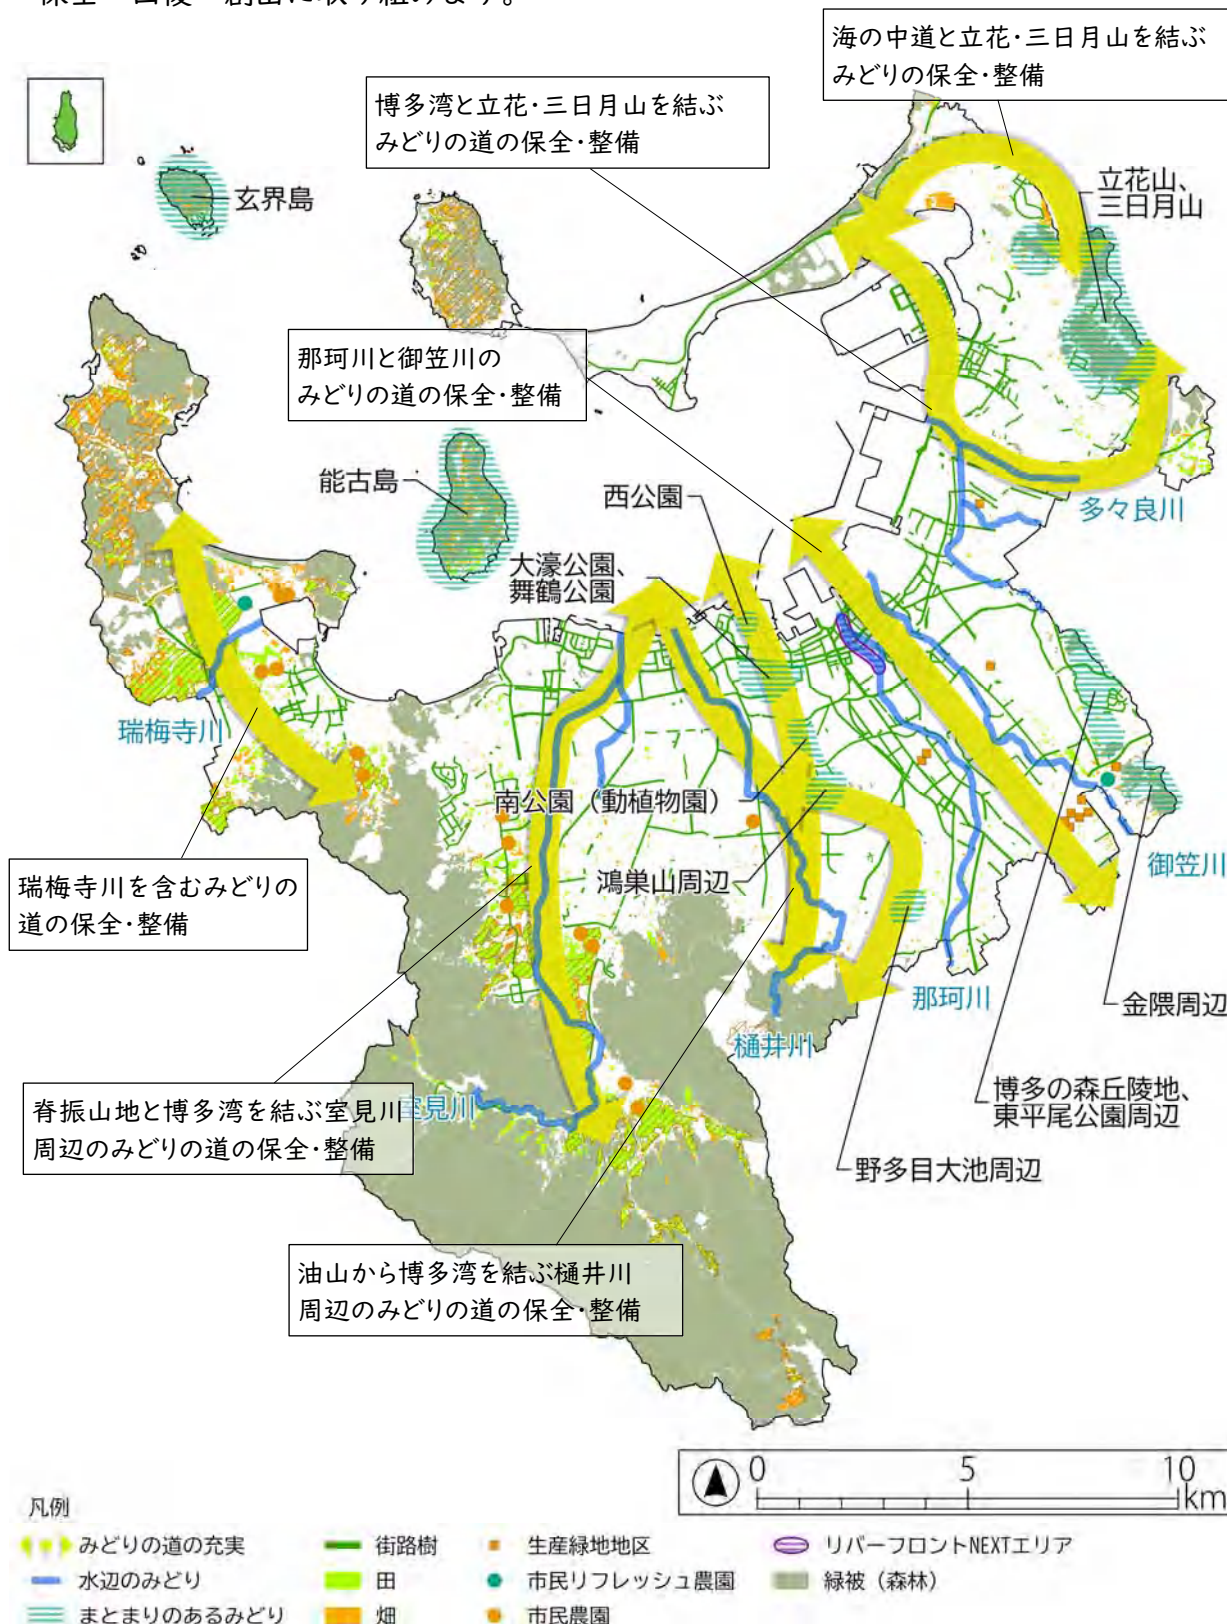 海の中道と立花・三日月山を結ぶ
みどりの保全・整備
博多湾と立花・三日月山を結ぶ
みどりの道の保全・整備
立花山、
三日月山
玄界島
那珂川と御笠川の
みどりの道の保全・整備
能古島
西公園
多々良川
大濠公園、
舞鶴公園
瑞梅寺川
南公園（動植物園）
鴻巣山周辺
御笠川
瑞梅寺川を含むみどりの
道の保全・整備
那珂川
金隈周辺
樋井川
博多の森丘陵地、
東平尾公園周辺
室見川
脊振山地と博多湾を結ぶ室見川
周辺のみどりの道の保全・整備
野多目大池周辺
油山から博多湾を結ぶ樋井川
周辺のみどりの道の保全・整備
0 5 10
km
凡例
みどりの道の充実
街路樹
生産緑地地区
リバーフロントNEXTエリア
水辺のみどり
田
市民リフレッシュ農園
緑被（森林）
まとまりのあるみどり
畑
市民農園